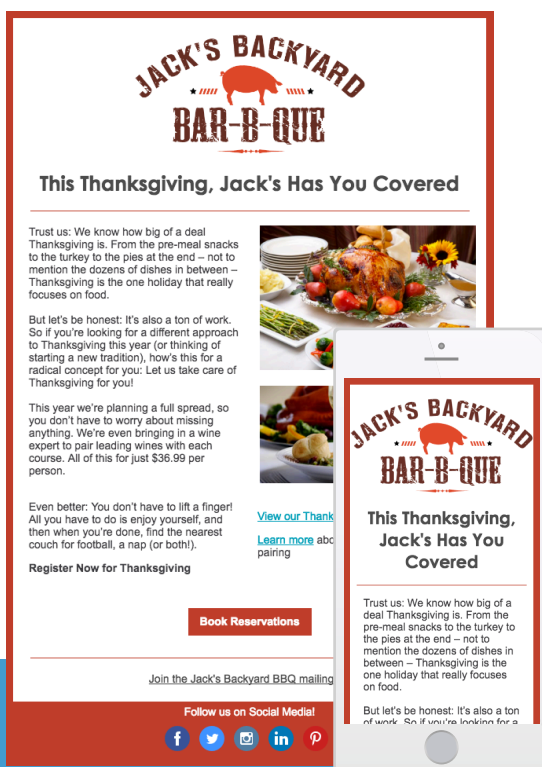 JACK'S BACKYARD
BAR-B-QUE
This Thanksgiving, Jack's Has You Covered
Trust us: We know how big of a deal
Thanksgiving is. From the pre-meal snacks
to the turkey to the pies at the end – not to
mention the dozens of dishes in between –
Thanksgiving is the one holiday that really
focuses on food.
But let's be honest: It's also a ton of work.
So if you're looking for a different approach
to Thanksgiving this year (or thinking of
starting a new tradition), how's this for a
radical concept for you: Let us take care of
Thanksgiving for you!
This year we're planning a full spread, so
you don't have to worry about missing
anything. We're even bringing in a wine
expert to pair leading wines with each
course. All of this for just $36.99 per
person.
Even better: You don't have to lift a finger!
All you have to do is enjoy yourself, and
then when you're done, find the nearest
couch for football, a nap (or both!).
Register Now for Thanksgiving
View our Thank
Learn more abo
pairing
Book Reservations
Join the Jack's Backyard BBQ mailing
Follow us on Social Media!
f
in
JACK'S BACKYARD
BAR-B-QUE
This Thanksgiving,
Jack's Has You
Covered
Trust us: We know how big of a
deal Thanksgiving is. From the
pre-meal snacks to the turkey to
the pies at the end – not to
mention the dozens of dishes in
between – Thanksgiving is the
one holiday that really focuses
on food.
But let's be honest: It's also a ton
of work. So if you're looking for a